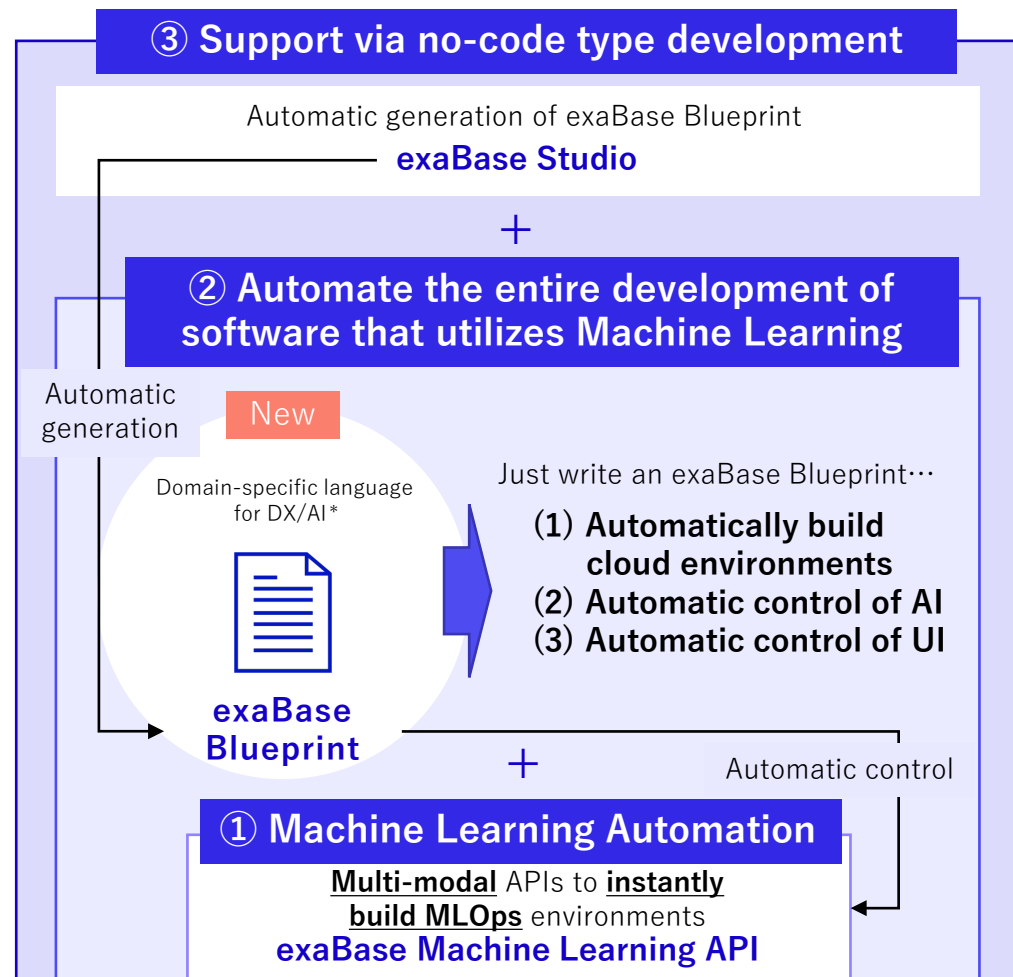 ③ Support via no-code type development
Automatic generation of exaBase Blueprint
exaBase Studio
+
② Automate the entire development of
software that utilizes Machine Learning
Automatic
generation
New
Domain-specific language
for DX/AI*
exaBase
Blueprint
Just write an exaBase Blueprint…
(1) Automatically build
cloud environments
(2) Automatic control of AI
(3) Automatic control of UI
+
Automatic control
① Machine Learning Automation
Multi-modal APIs to instantly
build MLOps environments
exaBase Machine Learning API